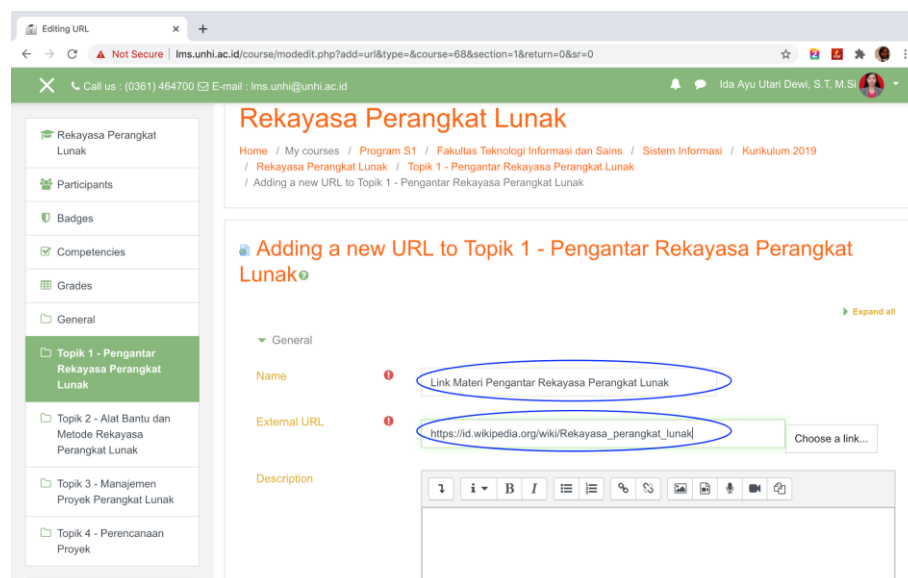 Editing URL
Not Secure | lms.unhi.ac.id/course/modedit.php?add=url&type=&course=68&section=1&return=0&sr=0
Call us : (0361) 464700 E-mail : lms.unhi@unhi.ac.id
Ida Ayu Utari Dewi, S.T, M.Si
Rekayasa Perangkat
Lunak
Participants
Badges
Competencies
Grades
General
Topik 1 - Pengantar
Rekayasa Perangkat
Lunak
Topik 2 - Alat Bantu dan
Metode Rekayasa
Perangkat Lunak
Topik 3 - Manajemen
Proyek Perangkat Lunak
Topik 4 - Perencanaan
Proyek
Rekayasa Perangkat Lunak
Home / My courses / Program S1 / Fakultas Teknologi Informasi dan Sains / Sistem Informasi / Kurikulum 2019
/ Rekayasa Perangkat Lunak / Topik 1 - Pengantar Rekayasa Perangkat Lunak
/ Adding a new URL to Topik 1 - Pengantar Rekayasa Perangkat Lunak
Adding a new URL to Topik 1 - Pengantar Rekayasa Perangkat
Lunak
Expand all
General
Name
Link Materi Pengantar Rekayasa Perangkat Lunak
External URL
https://id.wikipedia.org/wiki/Rekayasa_perangkat_lunak
Choose a link...
Description
B I